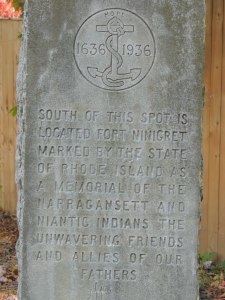 HOPE
1636 1936
SOUTH OF THIS SPOT IS
LOCATED FORT NINIGRET
MARKED BY THE STATE
OF RHODE ISLAND AS
A MEMORIAL OF THE
NARRAGANSETT AND
NIANTIC INDIANS THE
UNWAVERING FRIENDS
AND ALLIES OF OUR
FATHERS